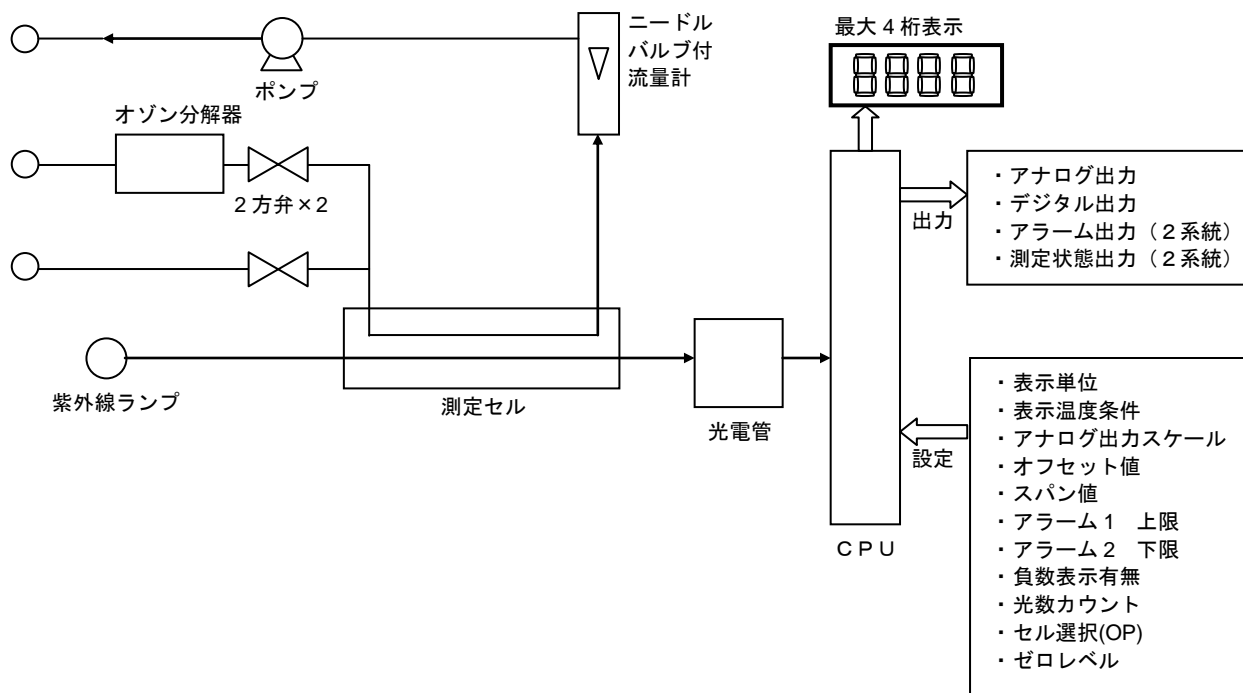 ニードル
バルブ付
流量計
ポンプ
オゾン分解器
２方弁×２
紫外線ランプ
測定セル
光電管
最大４桁表示
8888
ＣＰＵ
出力
・アナログ出力
・デジタル出力
・アラーム出力（２系統）
・測定状態出力（２系統）
設定
・表示単位
・表示温度条件
・アナログ出力スケール
・オフセット値
・スパン値
・アラーム１　上限
・アラーム２　下限
・負数表示有無
・光数カウント
・セル選択(OP)
・ゼロレベル